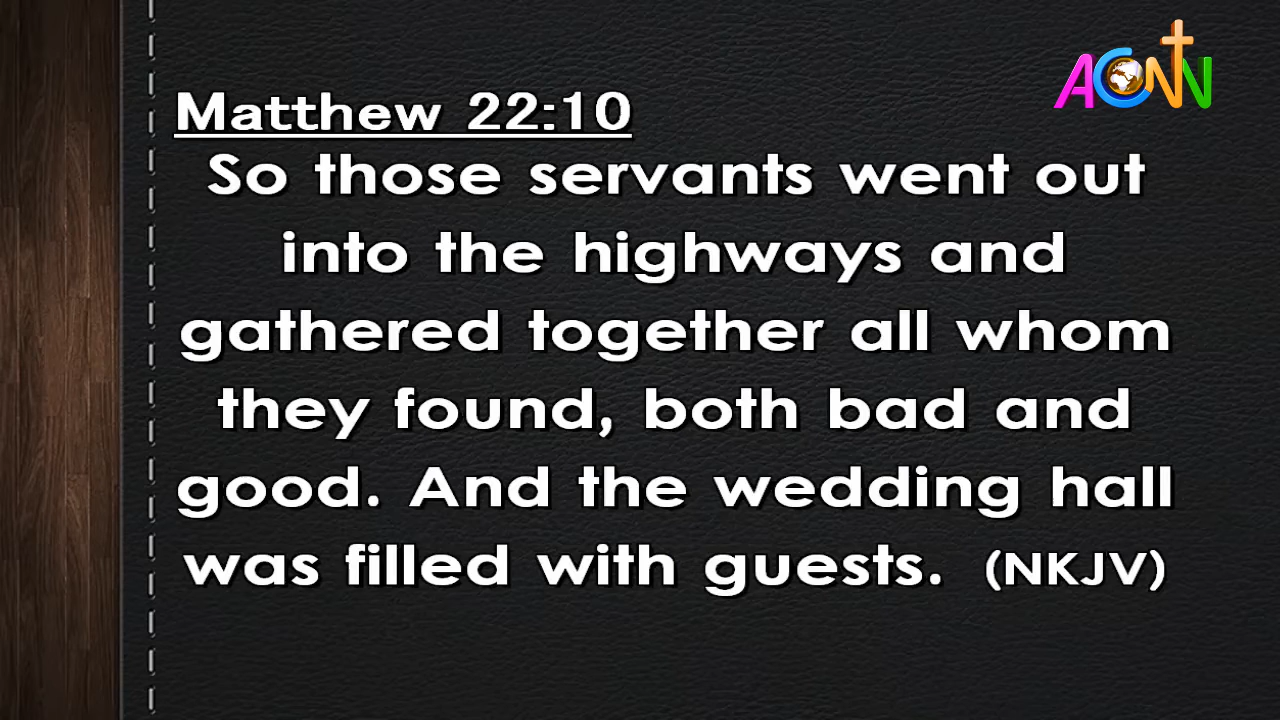 ACNN
Matthew 22:10
So those servants went out
into the highways and
gathered together all whom
they found, both bad and
good. And the wedding hall
was filled with guests. (NKJV)